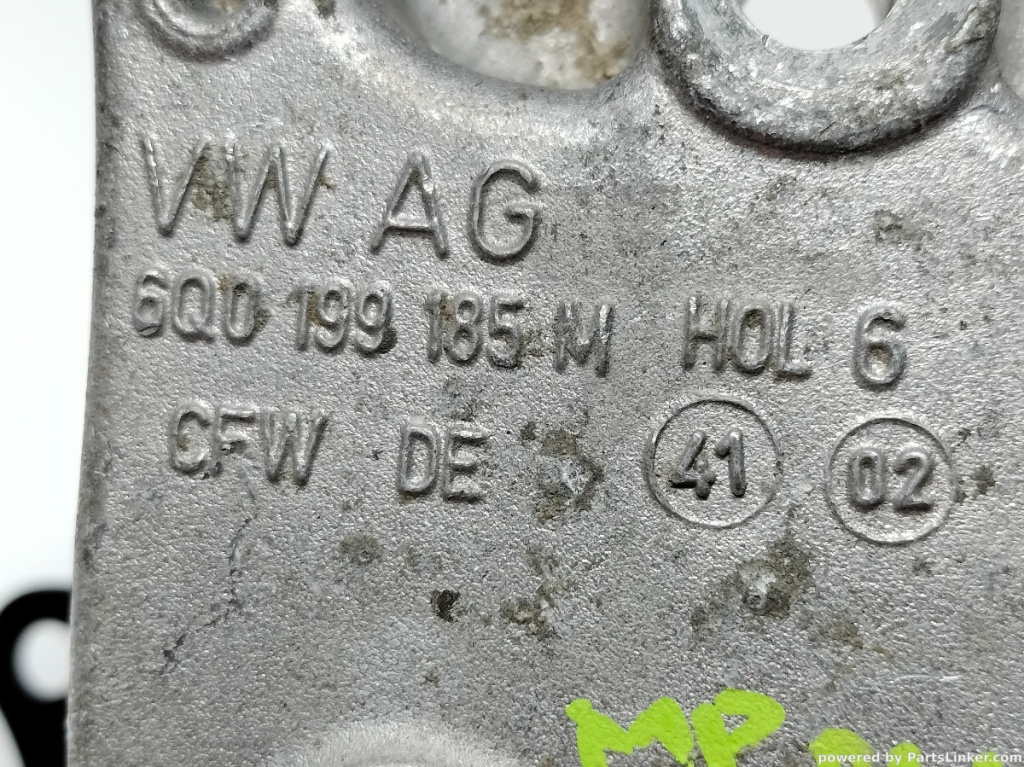 VW AG
6Q0 199 185 M HOL 6
CFW DE 41 02
MP
powered by PartsLinker.com